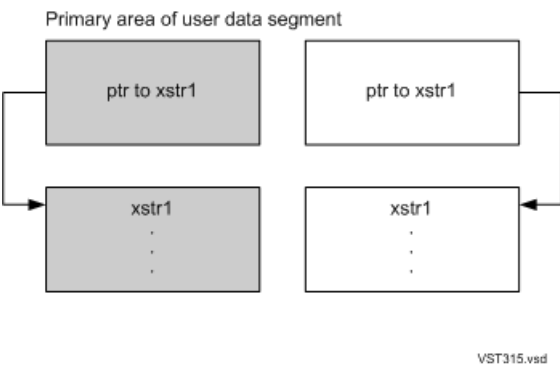 Primary area of user data segment
ptr to xstr1
ptr to xstr1
xstr1
.
.
.
xstr1
.
.
.
VST315.vsd